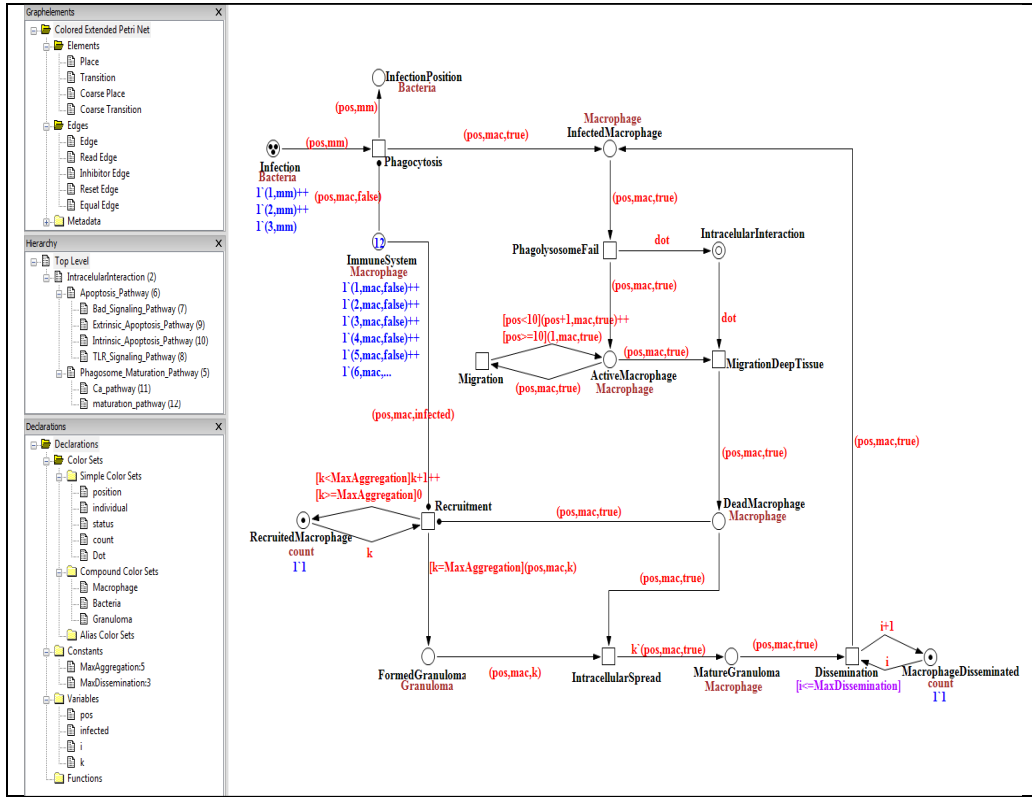 Graphelements X
Colored Extended Petri Net
Elements
Place
Transition
Coarse Place
Coarse Transition
Edges
Edge
Read Edge
Inhibitor Edge
Reset Edge
Equal Edge
Metadata
Hierarchy X
Top Level
IntracelularInteraction (2)
Apoptosis_Pathway (6)
Bad_Signaling_Pathway (7)
Extrinsic_Apoptosis_Pathway (9)
Intrinsic_Apoptosis_Pathway (10)
TLR_Signaling_Pathway (8)
Phagosome_Maturation_Pathway (5)
Ca_pathway (11)
maturation_pathway (12)
Declarations X
Declarations
Color Sets
Simple Color Sets
position
individual
status
count
Dot
Compound Color Sets
Macrophage
Bacteria
Granuloma
Alias Color Sets
Constants
MaxAggregation:5
MaxDissemination:3
Variables
pos
infected
i
k
Functions
InfectionPosition
Bacteria
(pos,mm)
(pos,mm)
Phagocytosis
(pos,mac,true)
Macrophage
InfectedMacrophage
Infection
Bacteria
1`(1,mm)++
1`(2,mm)++
1`(3,mm)
(pos,mac,false)
12
ImmuneSystem
Macrophage
1`(1,mac,false)++
1`(2,mac,false)++
1`(3,mac,false)++
1`(4,mac,false)++
1`(5,mac,false)++
1`(6,mac,...
(pos,mac,true)
PhagolysosomeFail
dot
IntracelularInteraction
(pos,mac,true)
dot
[pos<10](pos+1,mac,true)++
[pos>=10](1,mac,true)
Migration
(pos,mac,true)
ActiveMacrophage
Macrophage
(pos,mac,true)
MigrationDeepTissue
(pos,mac,infected)
(pos,mac,true)
(pos,mac,true)
[k<MaxAggregation]k+1++
[k>=MaxAggregation]0
Recruitment
RecruitedMacrophage
count
1`1
k
(pos,mac,true)
DeadMacrophage
Macrophage
[k=MaxAggregation](pos,mac,k)
(pos,mac,true)
FormedGranuloma
Granuloma
(pos,mac,k)
IntracellularSpread
k`(pos,mac,true)
MatureGranuloma
Macrophage
(pos,mac,true)
Dissemination
[i<=MaxDissemination]
i+1
i
MacrophageDisseminated
count
1`1